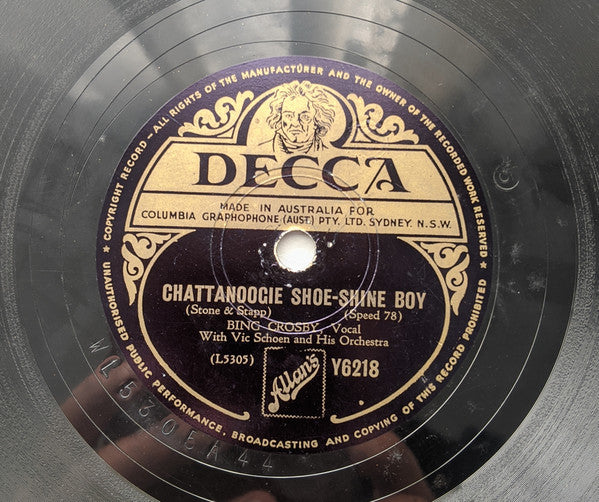 ★ COPYRIGHT RECORD — ALL RIGHTS OF THE MANUFACTURER AND THE OWNER OF THE RECORDED WORK RESERVED ★
UNAUTHORISED PUBLIC PERFORMANCE, BROADCASTING AND COPYING OF THIS RECORD PROHIBITED
DECCA
MADE IN AUSTRALIA FOR
COLUMBIA GRAPHOPHONE (AUST.) PTY. LTD. SYDNEY. N.S.W.
CHATTANOOGIE SHOE-SHINE BOY
(Stone & Stapp) (Speed 78)
BING CROSBY, Vocal
With Vic Schoen and His Orchestra
(L5305) Allan's Y6218